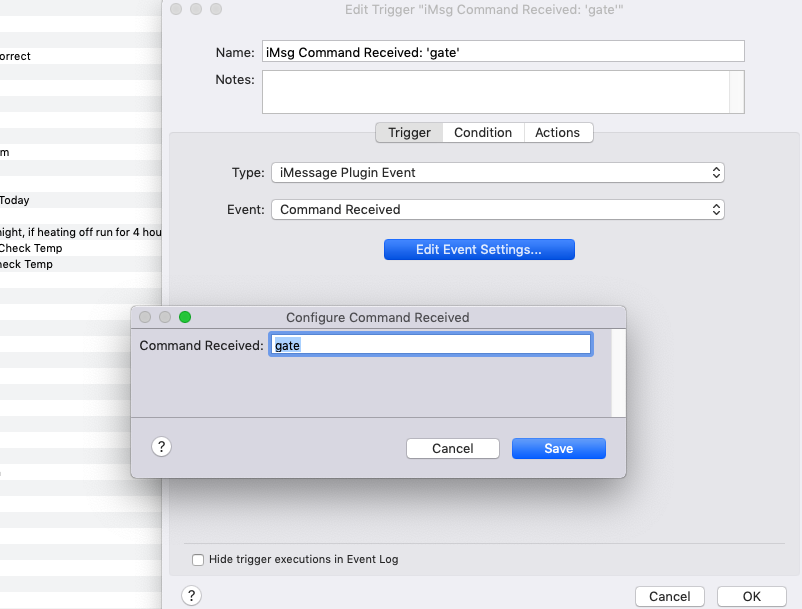 Edit Trigger "iMsg Command Received: 'gate'"
Name: iMsg Command Received: 'gate'
orrect
Notes:
Trigger Condition Actions
m
Type: iMessage Plugin Event
Today
Event: Command Received
night, if heating off run for 4 hou
Check Temp
heck Temp
Edit Event Settings...
Configure Command Received
Command Received: gate
? Cancel Save
Hide trigger executions in Event Log
? Cancel OK